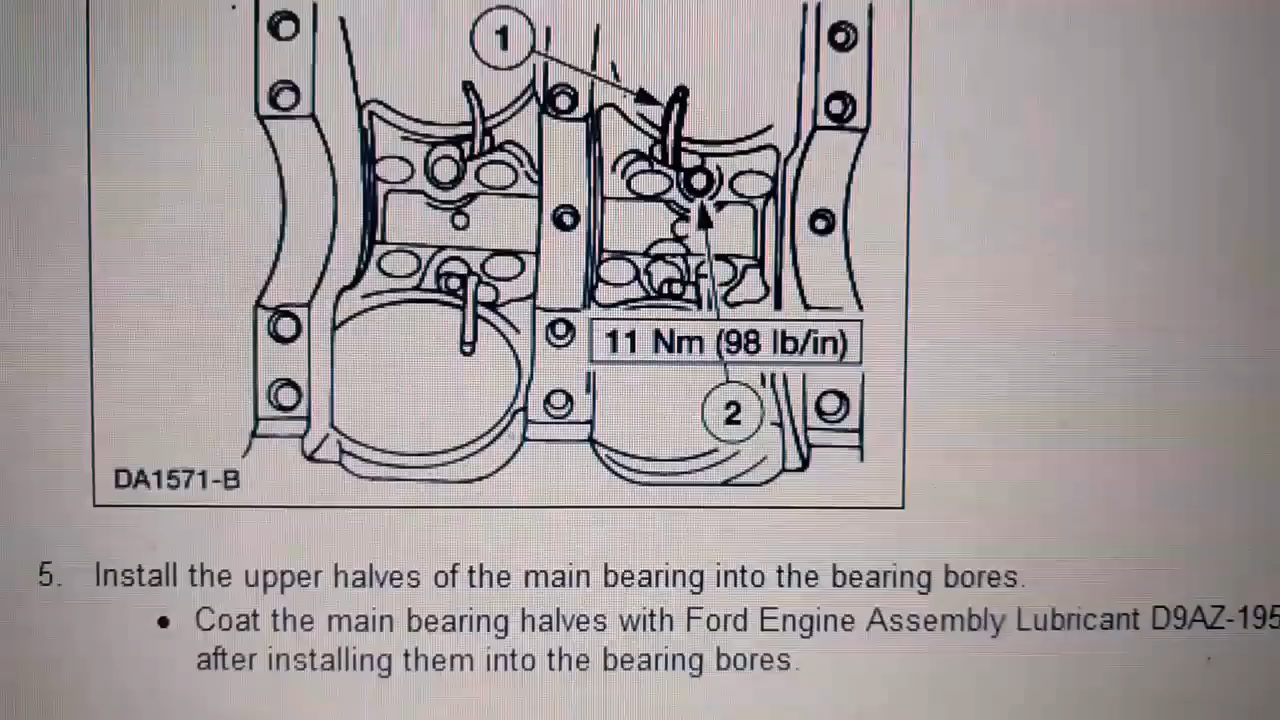 1
11 Nm (98 lb/in)
2
DA1571-B
5. Install the upper halves of the main bearing into the bearing bores.
• Coat the main bearing halves with Ford Engine Assembly Lubricant D9AZ-195
after installing them into the bearing bores.